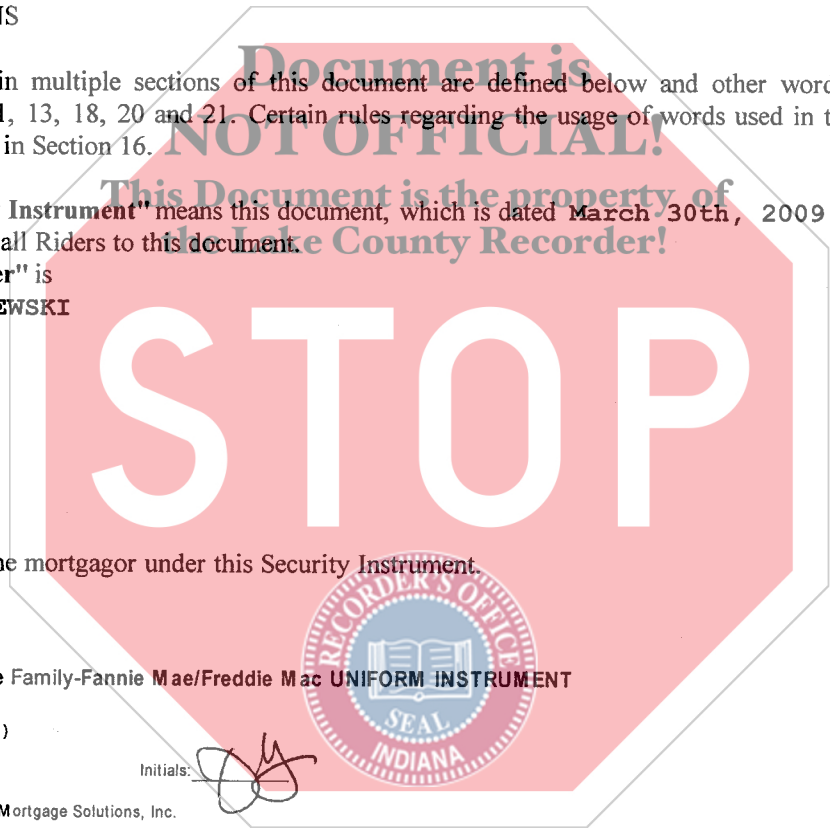 NS
Document is
in multiple sections of this document are defined below and other word
1, 13, 18, 20 and 21. Certain rules regarding the usage of words used in t
NOT OFFICIAL!
in Section 16.
This Document is the property of
Instrument" means this document, which is dated March 30th, 2009
all Riders to this document.
the Lake County Recorder!
er" is
EWSKI
STOP
he mortgagor under this Security Instrument.
RECORDER'S OFFICE
e Family-Fannie Mae/Freddie Mac UNIFORM INSTRUMENT
SEAL
)
INDIANA
Initials:
Mortgage Solutions, Inc.